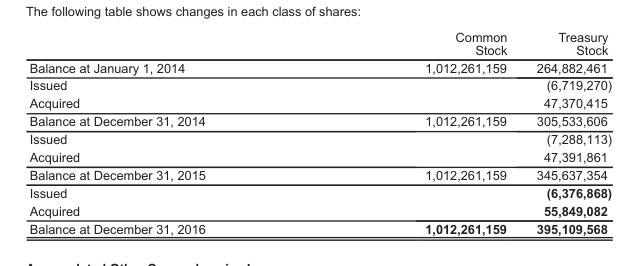 The following table shows changes in each class of shares:
Common Treasury
Stock Stock
Balance at January 1, 2014 1,012,261,159 264,882,461
Issued (6,719,270)
Acquired 47,370,415
Balance at December 31, 2014 1,012,261,159 305,533,606
Issued (7,288,113)
Acquired 47,391,861
Balance at December 31, 2015 1,012,261,159 345,637,354
Issued (6,376,868)
Acquired 55,849,082
Balance at December 31, 2016 1,012,261,159 395,109,568